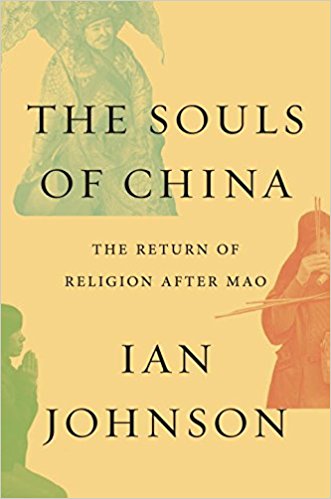 THE SOULS
OF CHINA
THE RETURN OF
RELIGION AFTER MAO
IAN
JOHNSON